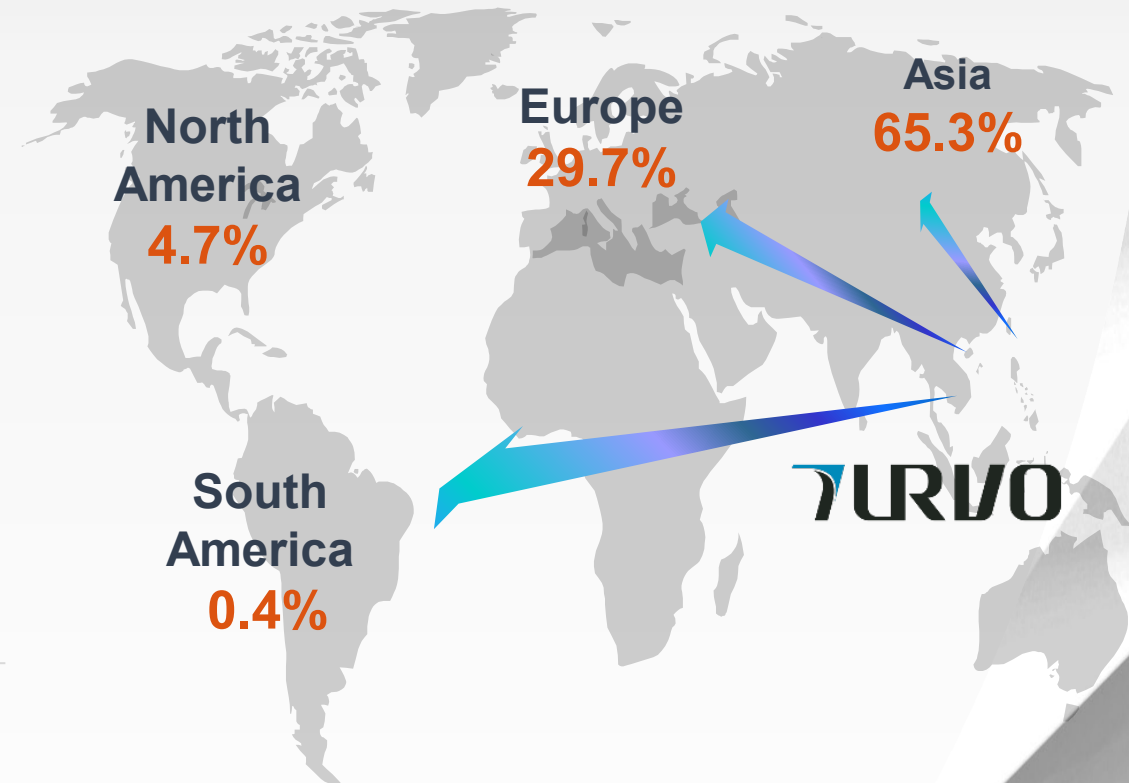 North
America
4.7%
Europe
29.7%
Asia
65.3%
South
America
0.4%
TURVO